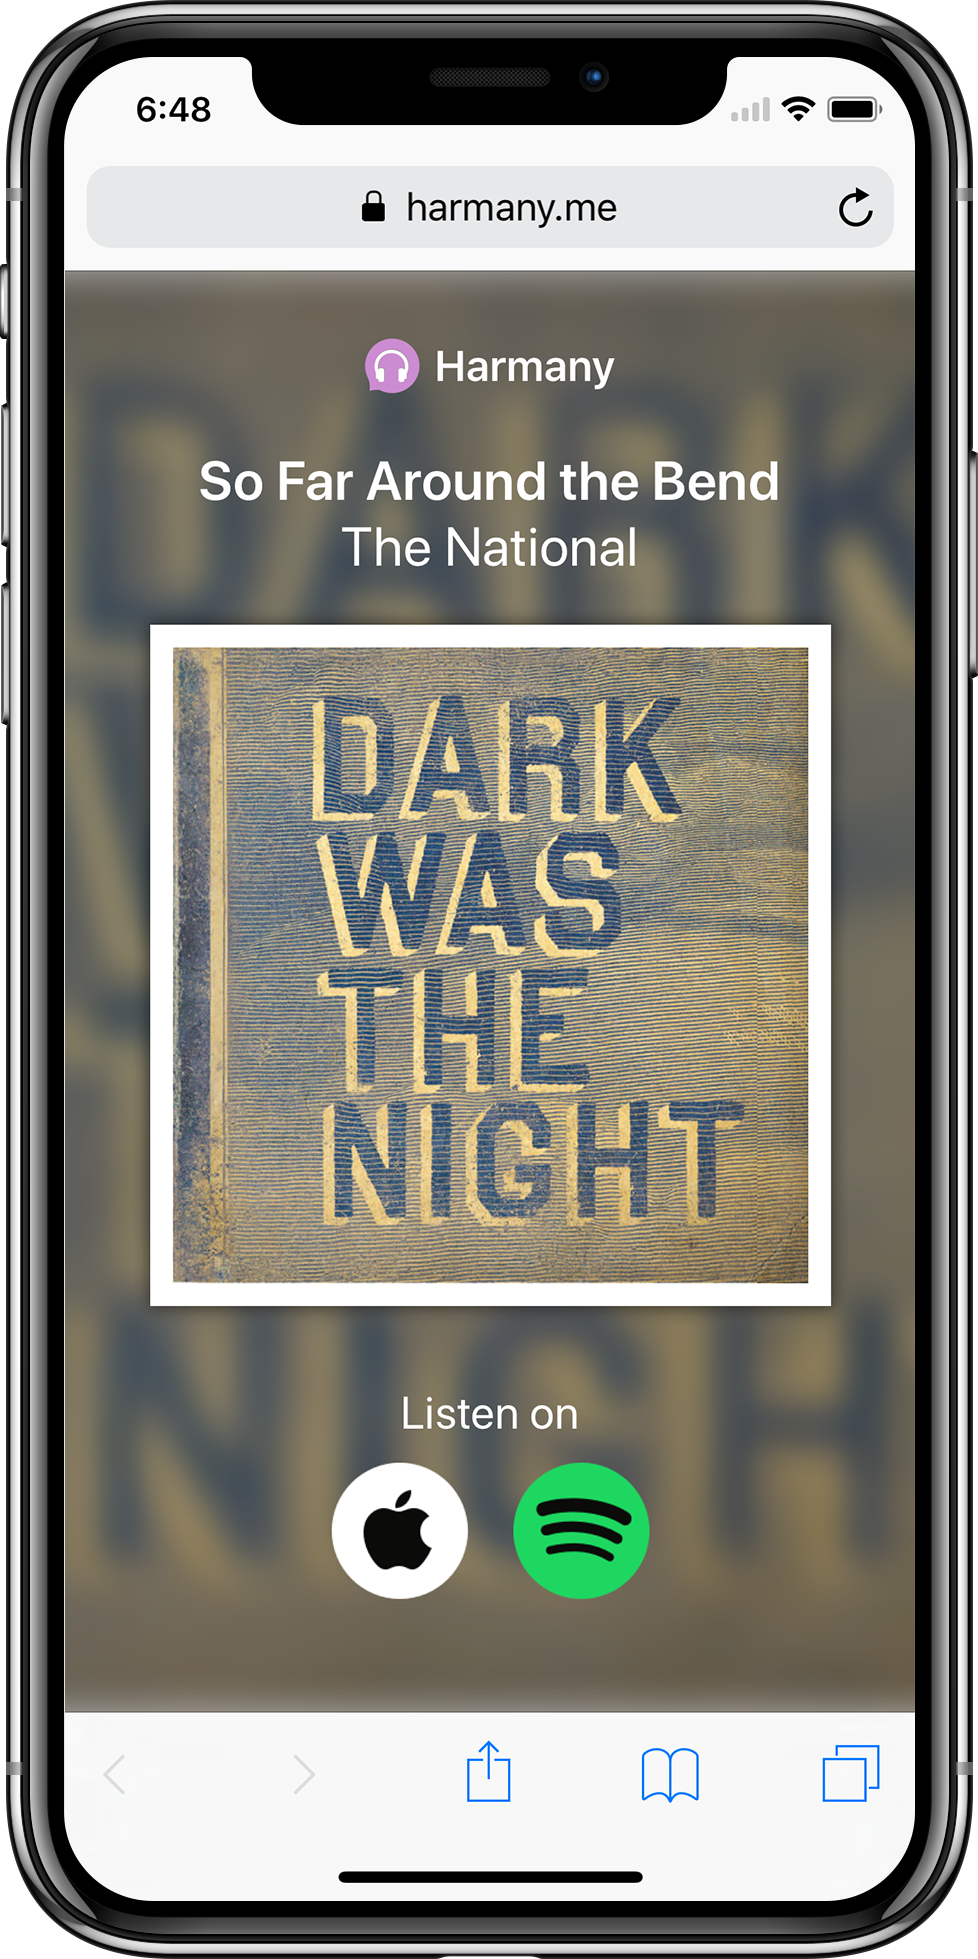 6:48
harmany.me
Harmany
So Far Around the Bend
The National
DARK
WAS
THE
NIGHT
Listen on